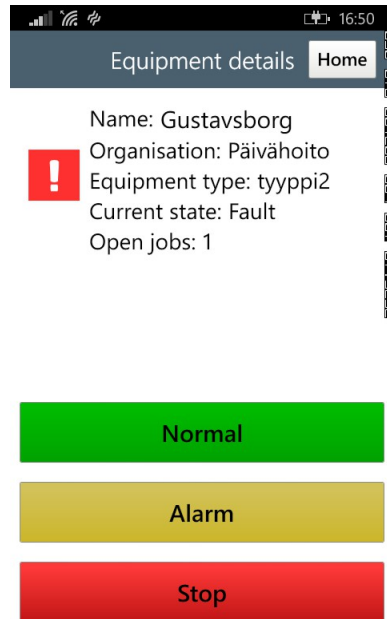 16:50
Equipment details Home
Name: Gustavsborg
Organisation: Päivähoito
Equipment type: tyyppi2
Current state: Fault
Open jobs: 1
Normal
Alarm
Stop